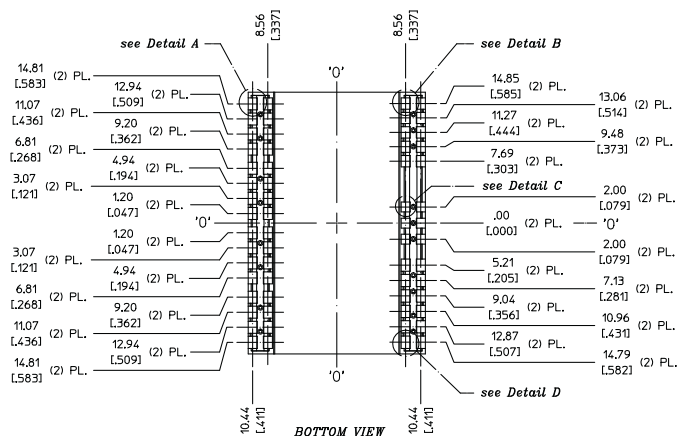 8.56
[.337]
8.56
[.337]
see Detail A
see Detail B
'O'
14.81
[.583] (2) PL.
12.94
[.509] (2) PL.
11.07
[.436] (2) PL.
9.20
[.362] (2) PL.
6.81
[.268] (2) PL.
4.94
[.194] (2) PL.
3.07
[.121] (2) PL.
1.20
[.047] (2) PL.
'O'
1.20
[.047] (2) PL.
3.07
[.121] (2) PL.
4.94
[.194] (2) PL.
6.81
[.268] (2) PL.
9.20
[.362] (2) PL.
11.07
[.436] (2) PL.
12.94
[.509] (2) PL.
14.81
[.583] (2) PL.
14.85
[.585] (2) PL.
13.06
[.514] (2) PL.
11.27
[.444] (2) PL.
9.48
[.373] (2) PL.
7.69
[.303] (2) PL.
see Detail C
2.00
[.079] (2) PL.
.00
[.000] (2) PL.
'O'
2.00
[.079] (2) PL.
5.21
[.205] (2) PL.
7.13
[.281] (2) PL.
9.04
[.356] (2) PL.
10.96
[.431] (2) PL.
12.87
[.507] (2) PL.
14.79
[.582] (2) PL.
'O'
see Detail D
10.44
[.411]
10.44
[.411]
BOTTOM VIEW